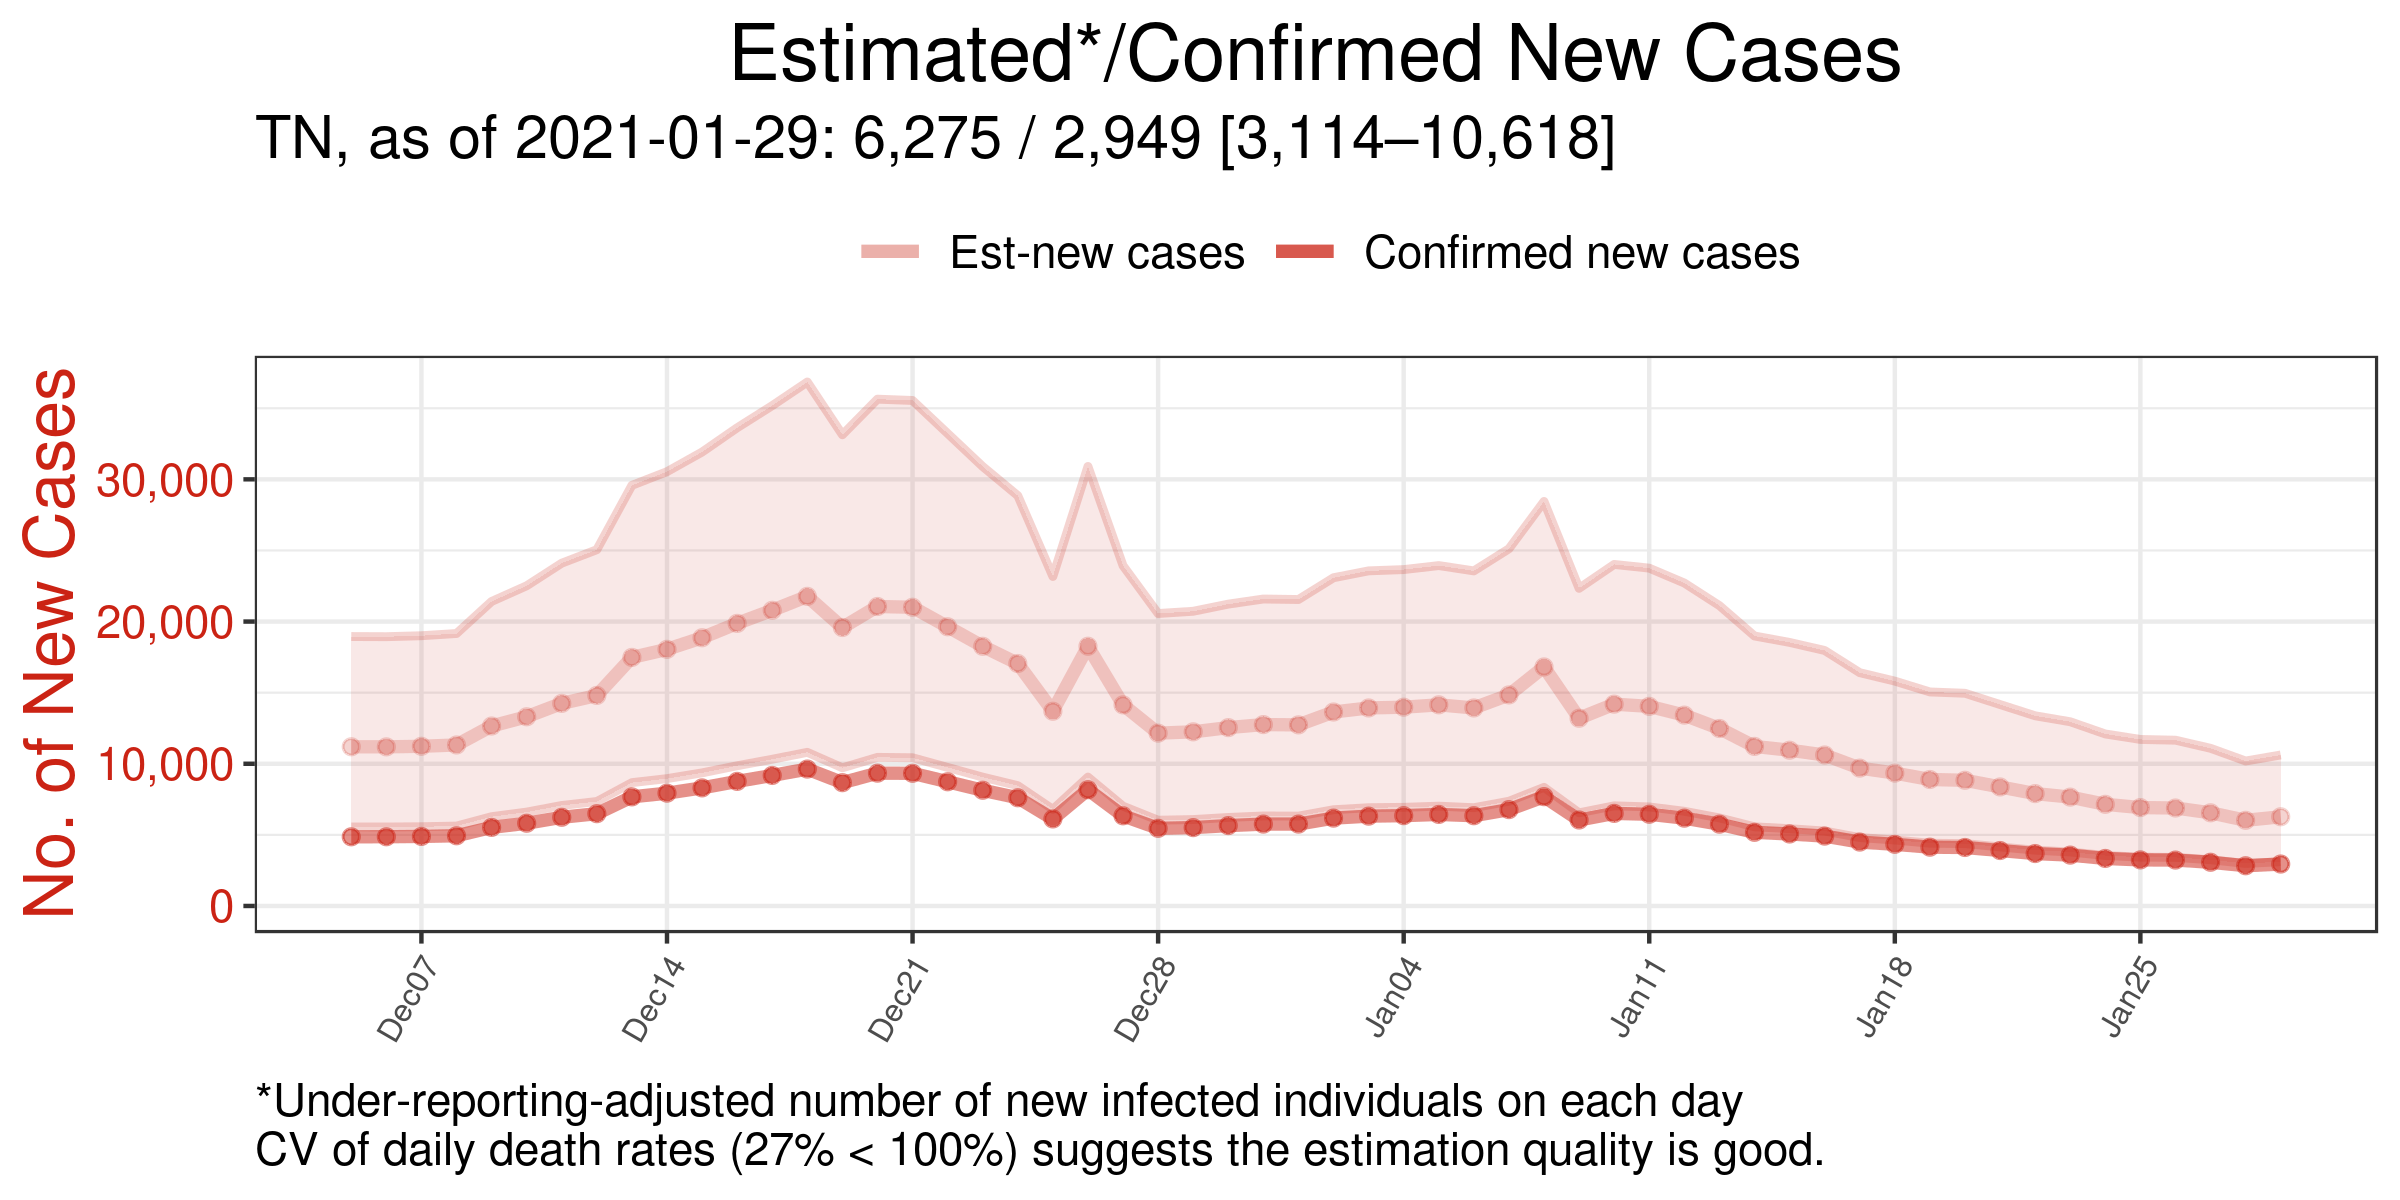 Estimated*/Confirmed New Cases
TN, as of 2021-01-29: 6,275 / 2,949 [3,114–10,618]
Est-new cases
Confirmed new cases
No. of New Cases
30,000
20,000
10,000
0
Dec07
Dec14
Dec21
Dec28
Jan04
Jan11
Jan18
Jan25
*Under-reporting-adjusted number of new infected individuals on each day
CV of daily death rates (27% < 100%) suggests the estimation quality is good.